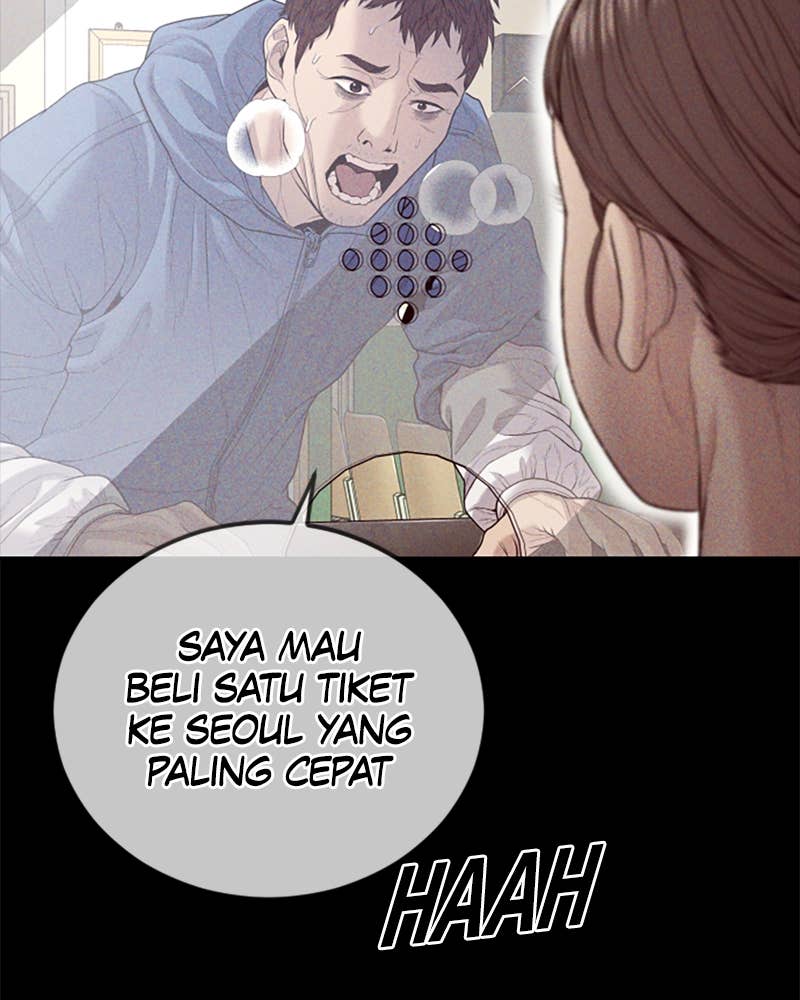 SAYA MAU
BELI SATU TIKET
KE SEOUL YANG
PALING CEPAT
HAAH